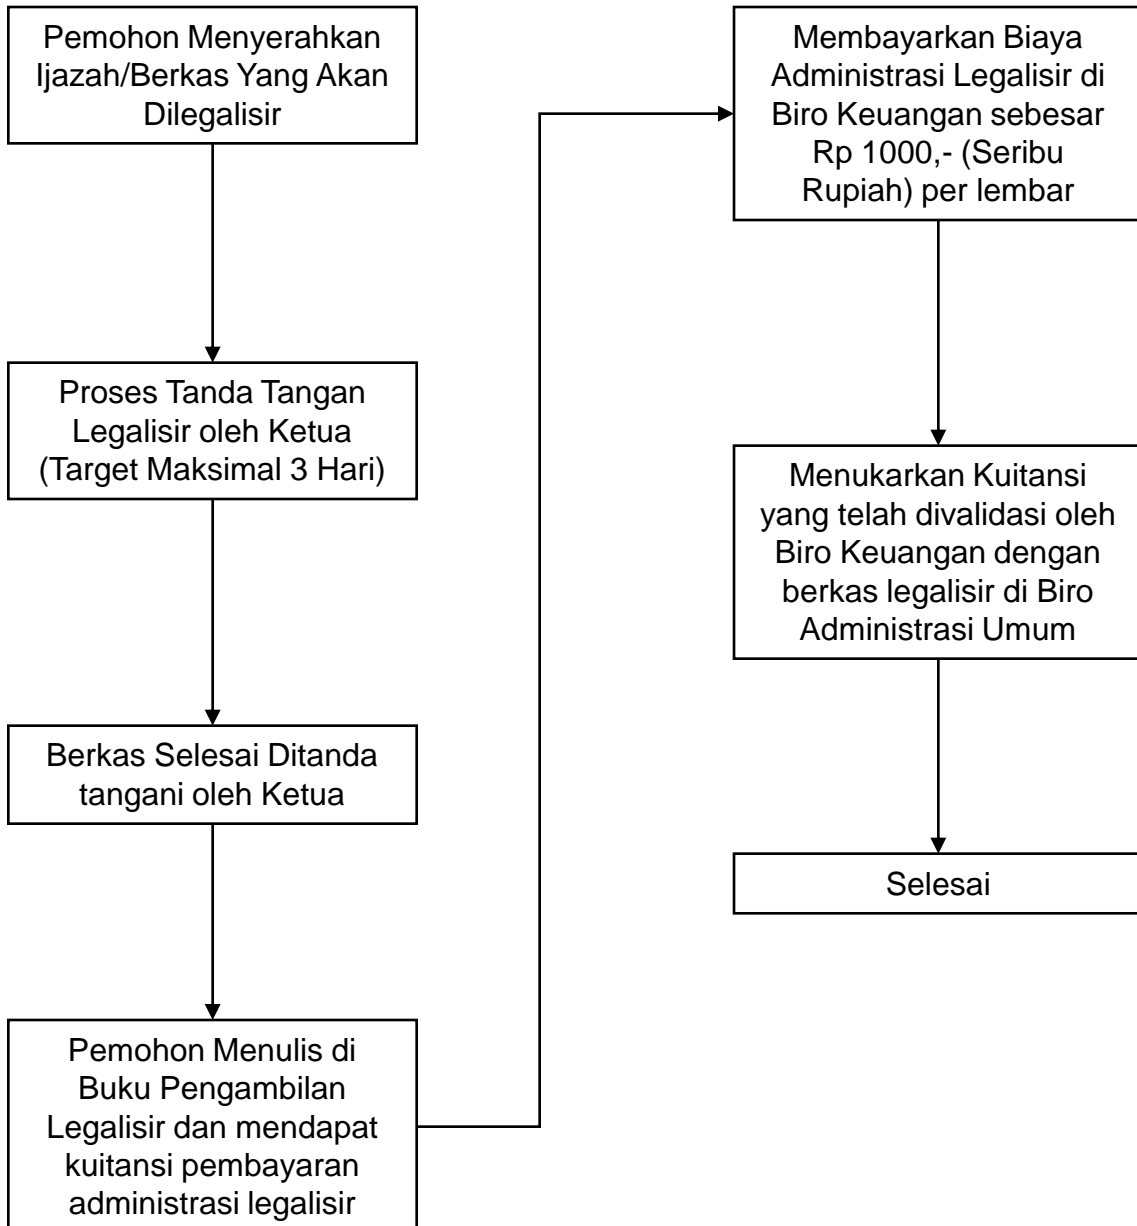 Pemohon Menyerahkan
Ijazah/Berkas Yang Akan
Dilegalisir
Proses Tanda Tangan
Legalisir oleh Ketua
(Target Maksimal 3 Hari)
Berkas Selesai Ditanda
tangani oleh Ketua
Pemohon Menulis di
Buku Pengambilan
Legalisir dan mendapat
kuitansi pembayaran
administrasi legalisir
Membayarkan Biaya
Administrasi Legalisir di
Biro Keuangan sebesar
Rp 1000,- (Seribu
Rupiah) per lembar
Menukarkan Kuitansi
yang telah divalidasi oleh
Biro Keuangan dengan
berkas legalisir di Biro
Administrasi Umum
Selesai